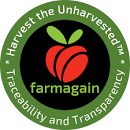 * Harvest the Unharvested™ *
farmagain
Traceability and Transparency